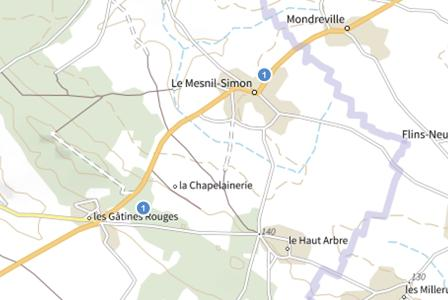 Mondreville
1
Le Mesnil-Simon
Flins-Neu
la Chapelainerie
1
les Gâtines Rouges
140
le Haut Arbre
130
les Millers